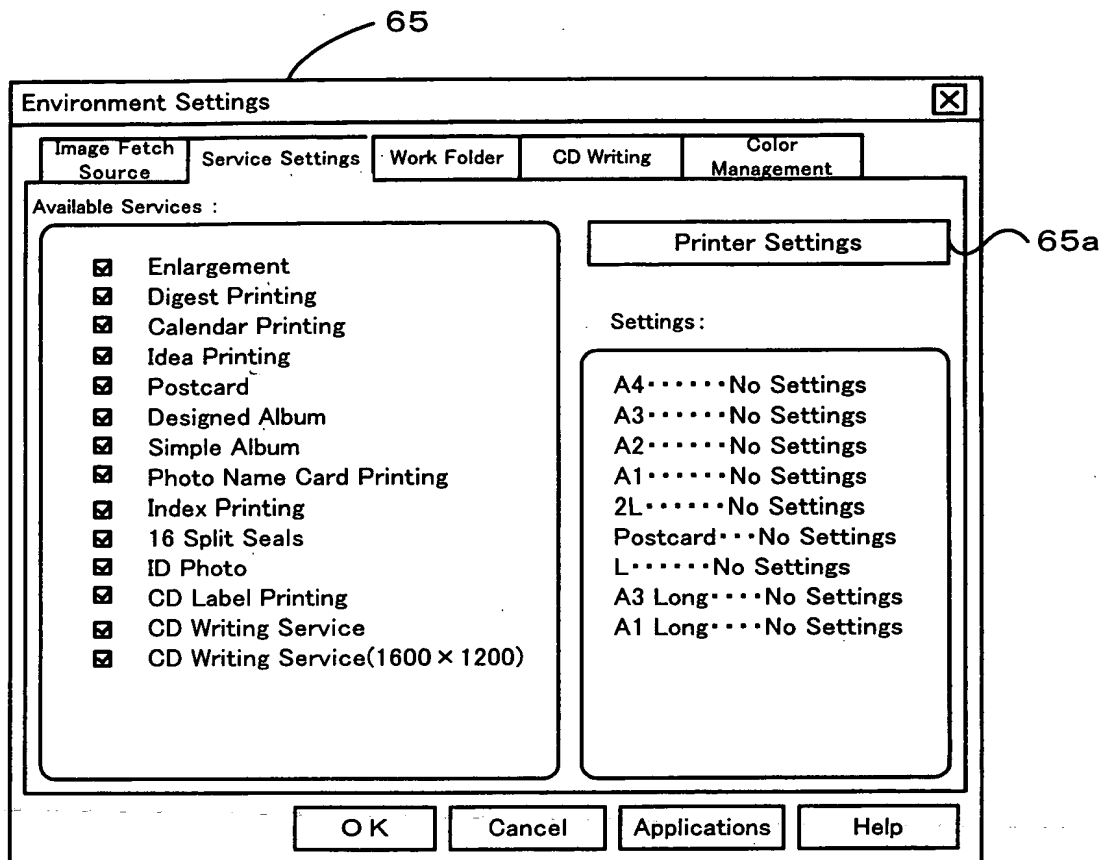 65
Environment Settings
Image Fetch Source
Service Settings
Work Folder
CD Writing
Color Management
Available Services :
Enlargement
Digest Printing
Calendar Printing
Idea Printing
Postcard
Designed Album
Simple Album
Photo Name Card Printing
Index Printing
16 Split Seals
ID Photo
CD Label Printing
CD Writing Service
CD Writing Service(1600×1200)
Printer Settings
65a
Settings:
A4・・・・・・No Settings
A3・・・・・・No Settings
A2・・・・・・No Settings
A1・・・・・・No Settings
2L・・・・・・No Settings
Postcard・・・No Settings
L・・・・・・No Settings
A3 Long・・・・No Settings
A1 Long・・・・No Settings
OK
Cancel
Applications
Help